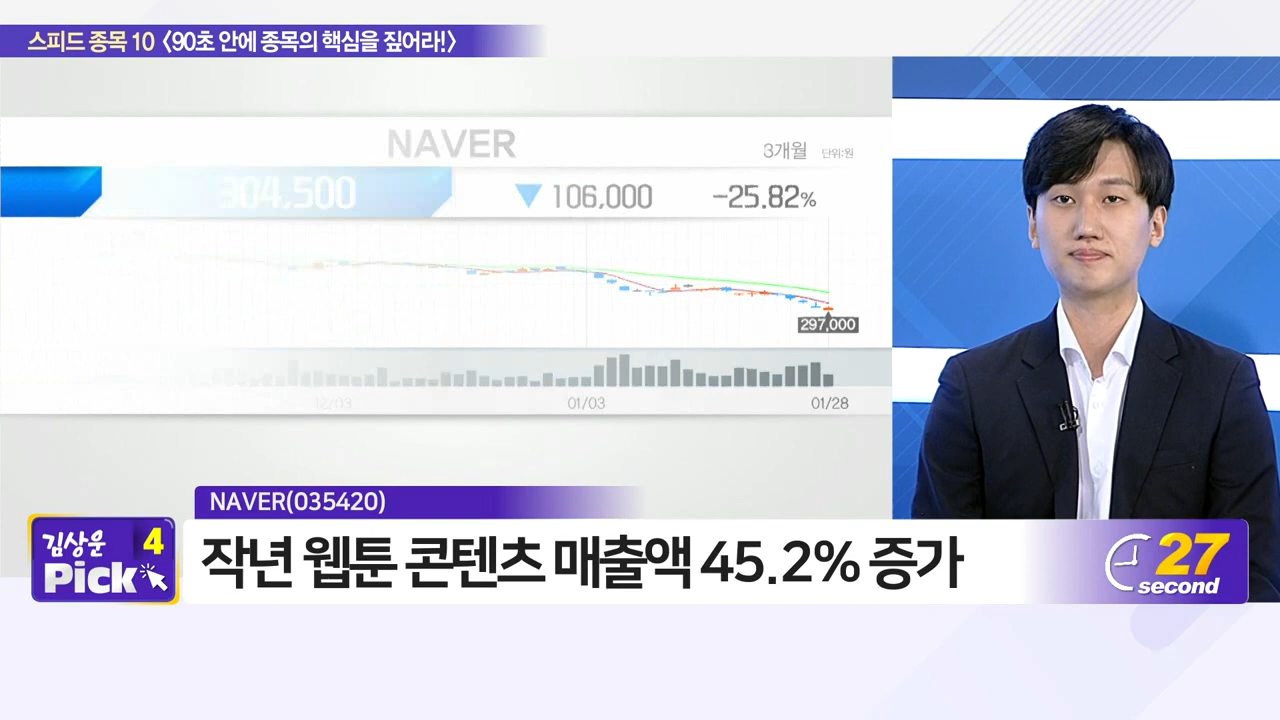 스피드 종목 10 <90초 안에 종목의 핵심을 짚어라!>
NAVER
3개월 단위:원
304,500 ▼ 106,000 -25.82%
297,000
12/03 01/03 01/28
NAVER(035420)
김상운 4
Pick
작년 웹툰 콘텐츠 매출액 45.2% 증가
27
second